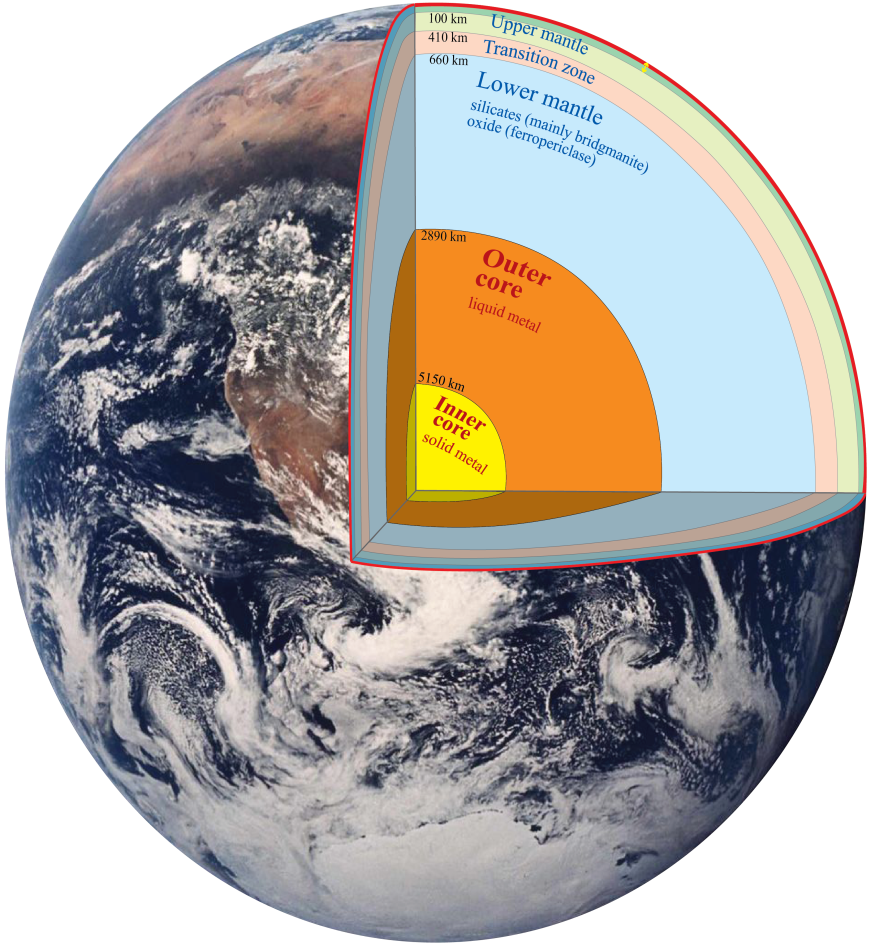 100 km
Upper mantle
410 km
Transition zone
660 km
Lower mantle
silicates (mainly bridgmanite)
oxide (ferropericlase)
2890 km
Outer
core
liquid metal
5150 km
Inner
core
solid metal